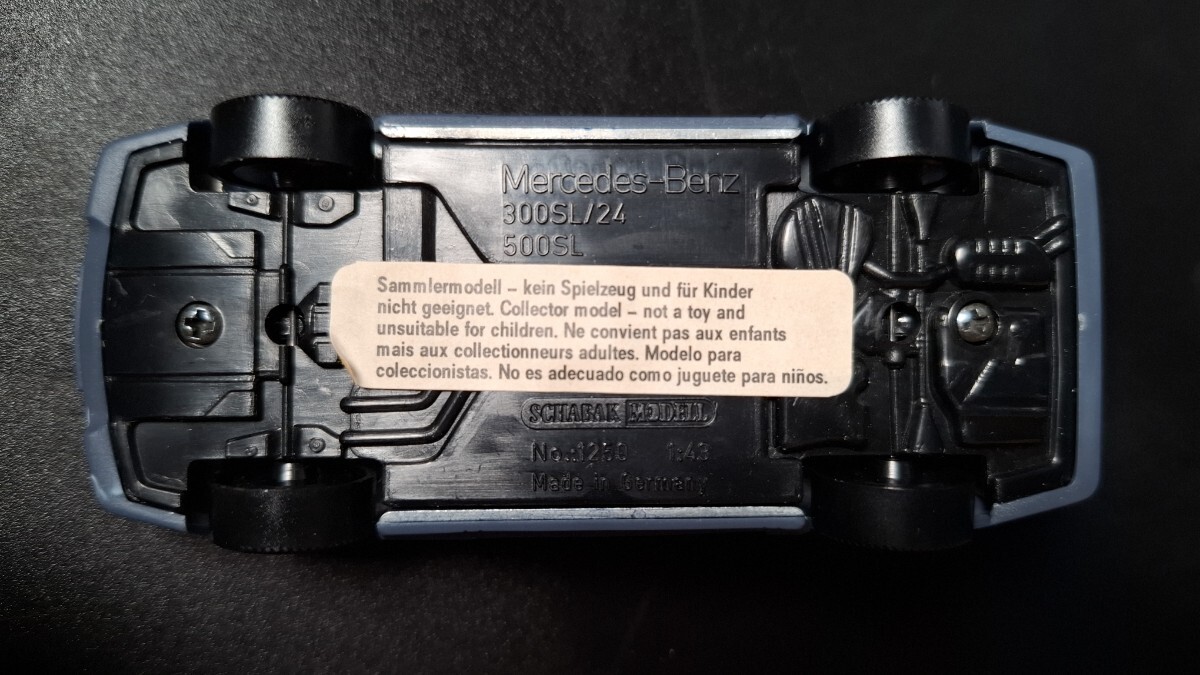 Mercedes-Benz
300SL/24
500SL
Sammlermodell – kein Spielzeug und für Kinder
nicht geeignet. Collector model – not a toy and
unsuitable for children. Ne convient pas aux enfants
mais aux collectionneurs adultes. Modelo para
coleccionistas. No es adecuado como juguete para niños.
SCHABAK MODELL
No.:1250 1:43
Made in Germany